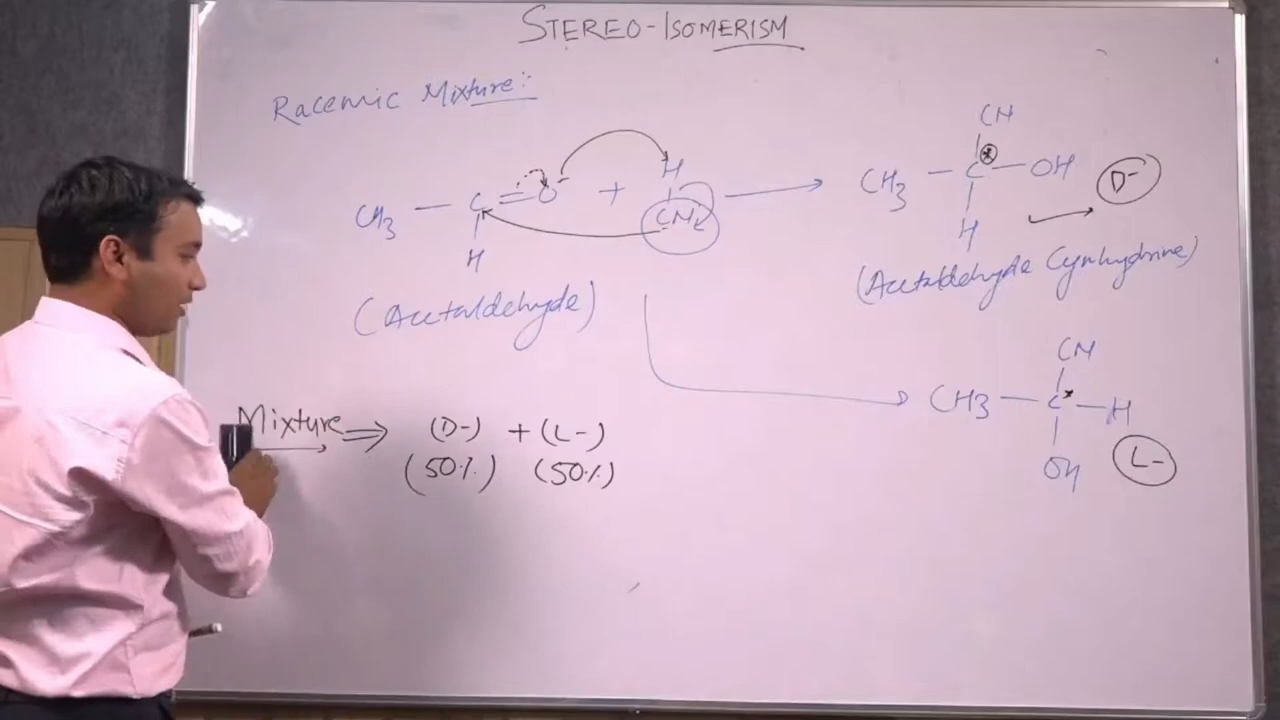 STEREO-ISOMERISM
Racemic Mixture:
CH3 — C = O⁻ + H
H
CN
(Acetaldehyde)
CN
CH3 — C — OH
H
D-
(Acetaldehyde Cynhydrine)
CN
CH3 — C* — H
OH
L-
Mixture ⇒ (D-) + (L-)
(50%) (50%)